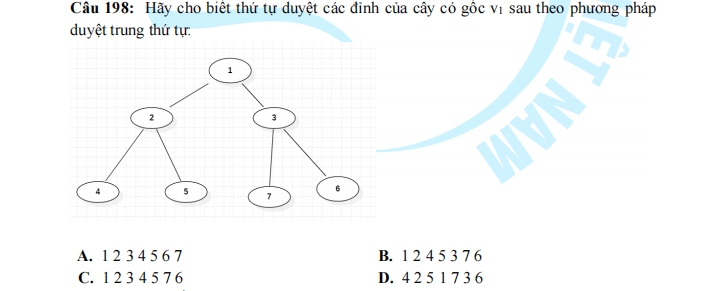 Câu 198: Hãy cho biết thứ tự duyệt các đỉnh của cây có gốc v1 sau theo phương pháp
duyệt trung thứ tự:
1
2
3
4
5
7
6
A. 1 2 3 4 5 6 7
B. 1 2 4 5 3 7 6
C. 1 2 3 4 5 7 6
D. 4 2 5 1 7 3 6
IỆT NAM